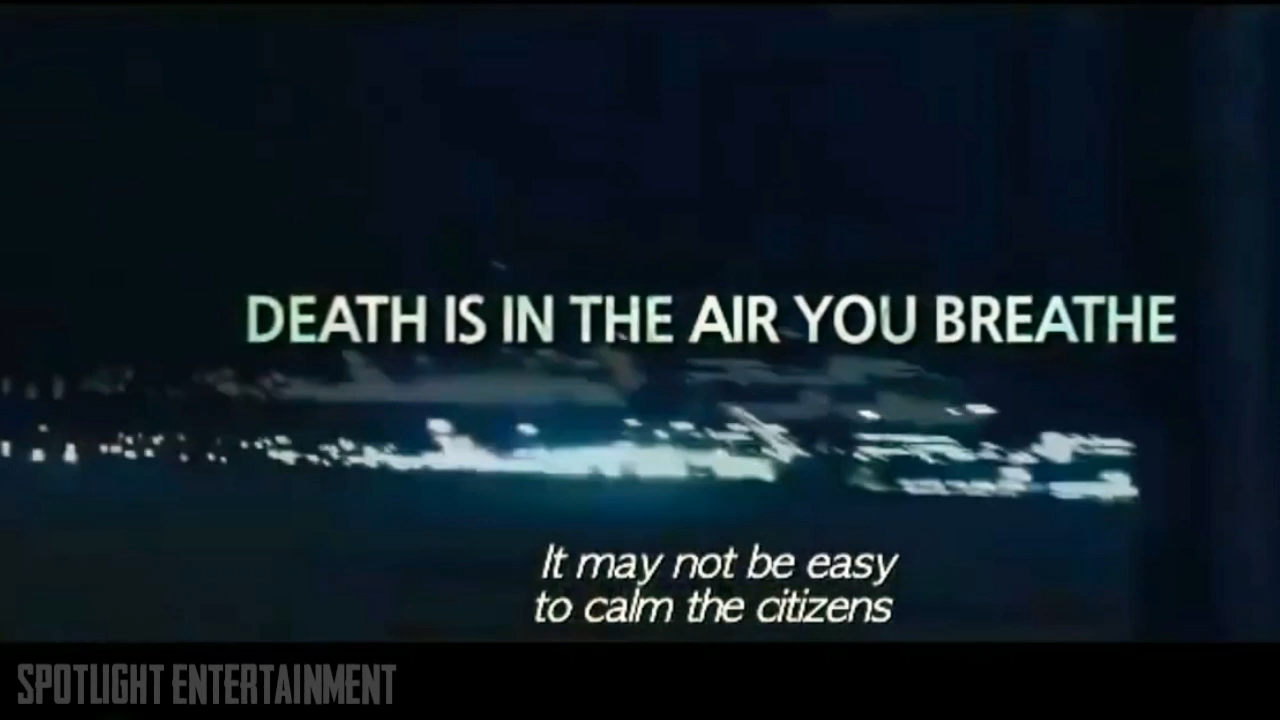 DEATH IS IN THE AIR YOU BREATHE
It may not be easy
to calm the citizens
SPOTLIGHT ENTERTAINMENT